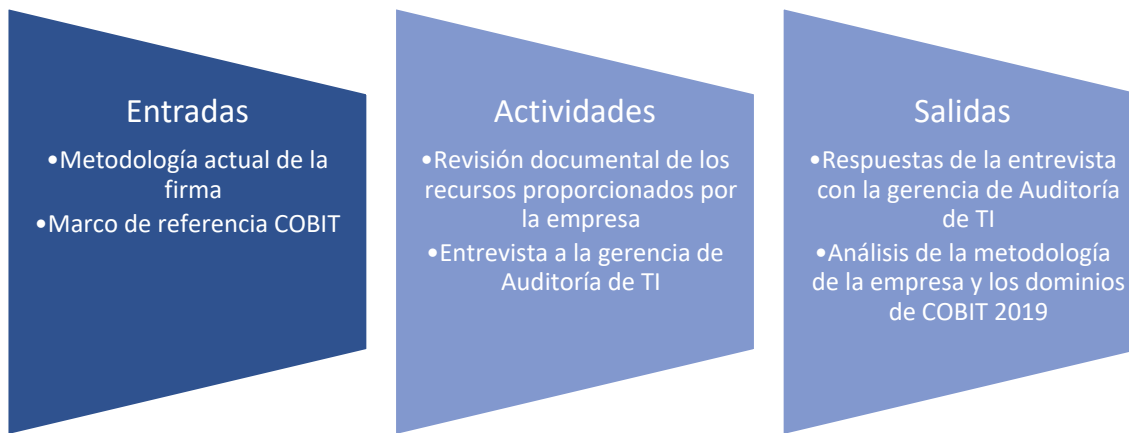 Entradas
•Metodología actual de la
firma
•Marco de referencia COBIT
Actividades
•Revisión documental de los
recursos proporcionados por
la empresa
•Entrevista a la gerencia de
Auditoría de TI
Salidas
•Respuestas de la entrevista
con la gerencia de Auditoría
de TI
•Análisis de la metodología
de la empresa y los dominios
de COBIT 2019